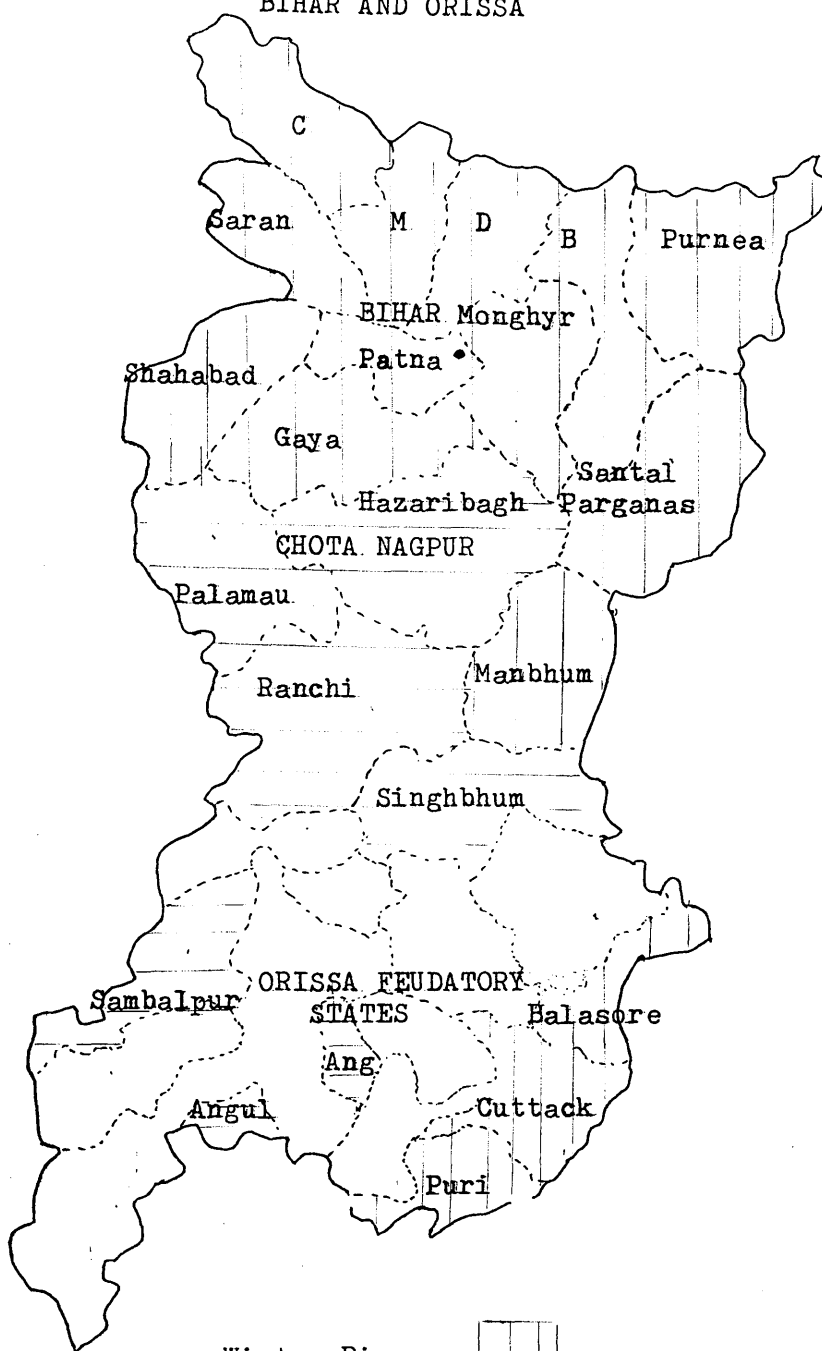 BIHAR AND ORISSA
C
Saran
M
D
B
Purnea
BIHAR
Monghyr
Patna
Shahabad
Gaya
Santal
Parganas
Hazaribagh
CHOTA NAGPUR
Palamau
Manbhum
Ranchi
Singhbhum
ORISSA FEUDATORY
STATES
Sambalpur
Balasore
Ang
Angul
Cuttack
Puri